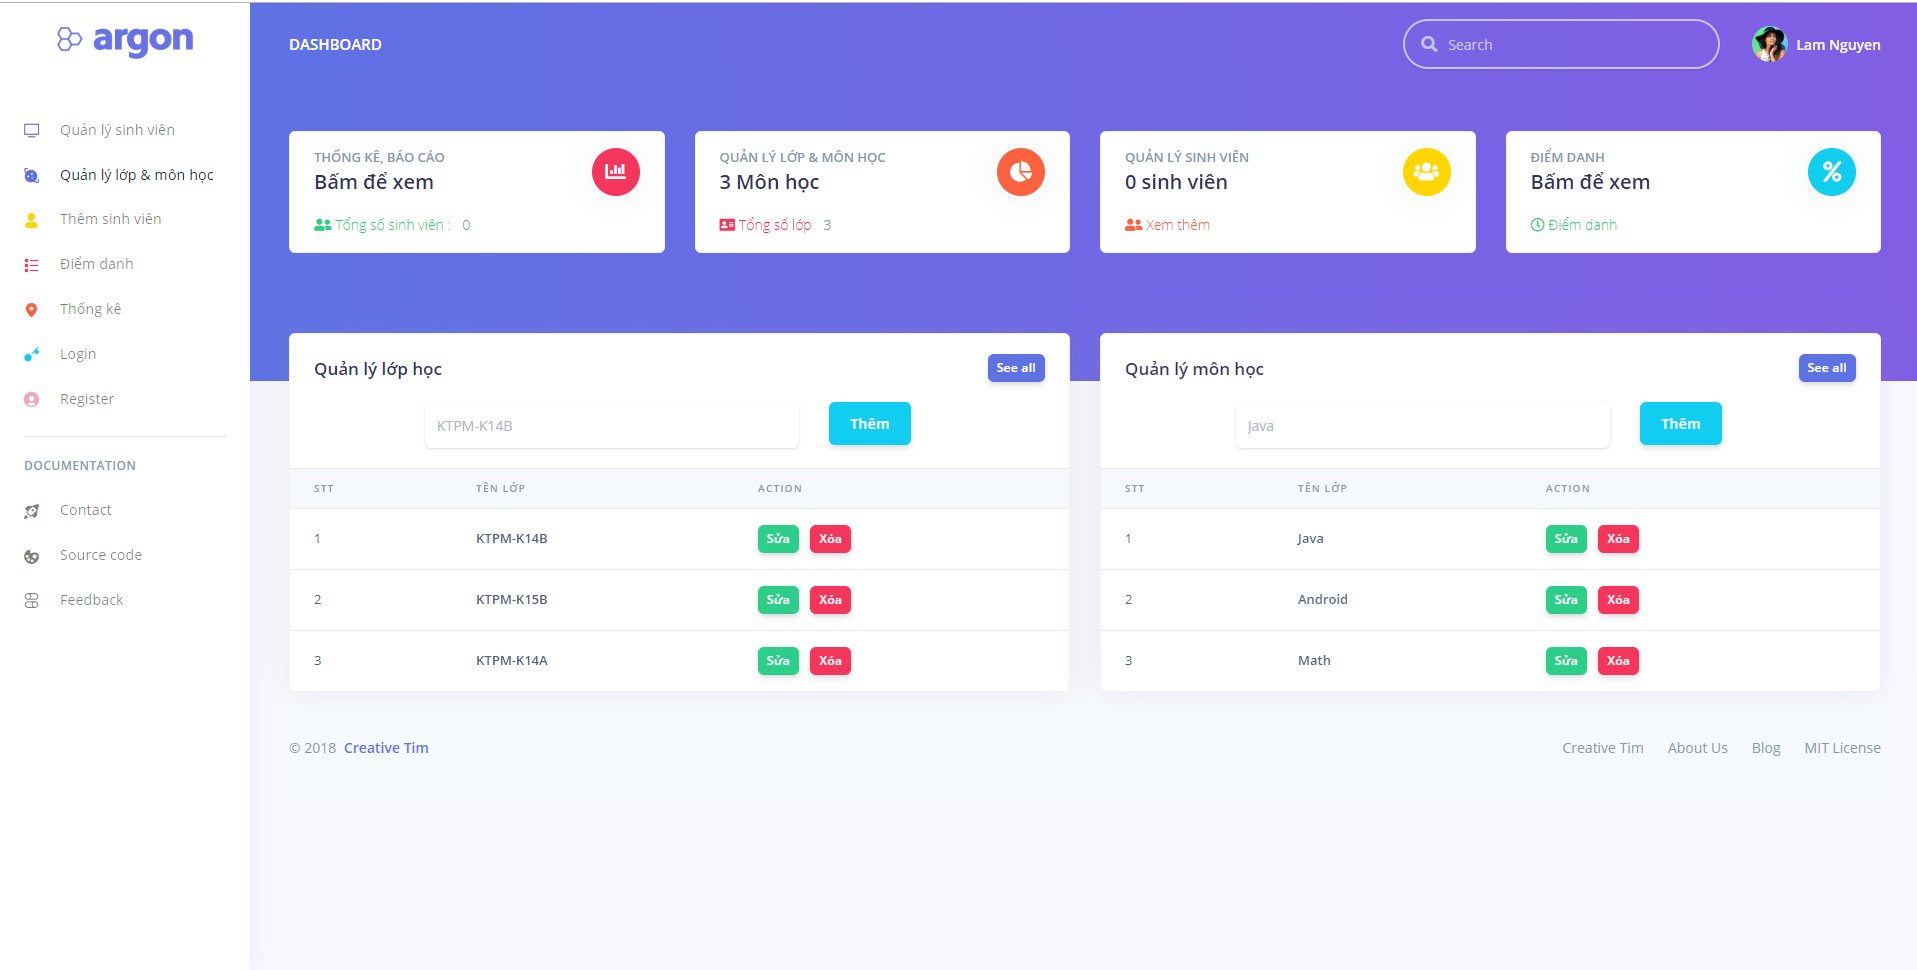 argon
Quản lý sinh viên
Quản lý lớp & môn học
Thêm sinh viên
Điểm danh
Thống kê
Login
Register
DOCUMENTATION
Contact
Source code
Feedback
DASHBOARD
Search
Lam Nguyen
THỐNG KÊ, BÁO CÁO
Bấm để xem
Tổng số sinh viên : 0
QUẢN LÝ LỚP & MÔN HỌC
3 Môn học
Tổng số lớp 3
QUẢN LÝ SINH VIÊN
0 sinh viên
Xem thêm
ĐIỂM DANH
Bấm để xem
Điểm danh
Quản lý lớp học
See all
KTPM-K14B
Thêm
STT TÊN LỚP ACTION
1 KTPM-K14B Sửa Xóa
2 KTPM-K15B Sửa Xóa
3 KTPM-K14A Sửa Xóa
Quản lý môn học
See all
Java
Thêm
STT TÊN LỚP ACTION
1 Java Sửa Xóa
2 Android Sửa Xóa
3 Math Sửa Xóa
© 2018 Creative Tim
Creative Tim About Us Blog MIT License